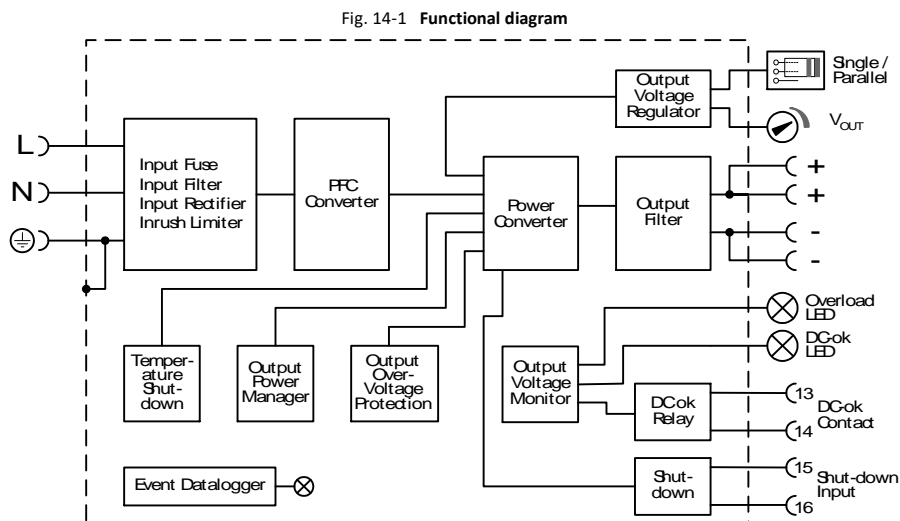 Fig. 14-1 Functional diagram
Single /
Parallel
Output
Voltage
Regulator
VOUT
L
N
Input Fuse
Input Filter
Input Rectifier
Inrush Limiter
PFC
Converter
Power
Converter
Output
Filter
+
+
-
-
Overload
LED
DC-ok
LED
Temper-
ature
Shut-
down
Output
Power
Manager
Output
Over-
Voltage
Protection
Output
Voltage
Monitor
DC-ok
Relay
13
14
DC-ok
Contact
Event Datalogger
Shut-
down
15
16
Shut-down
Input